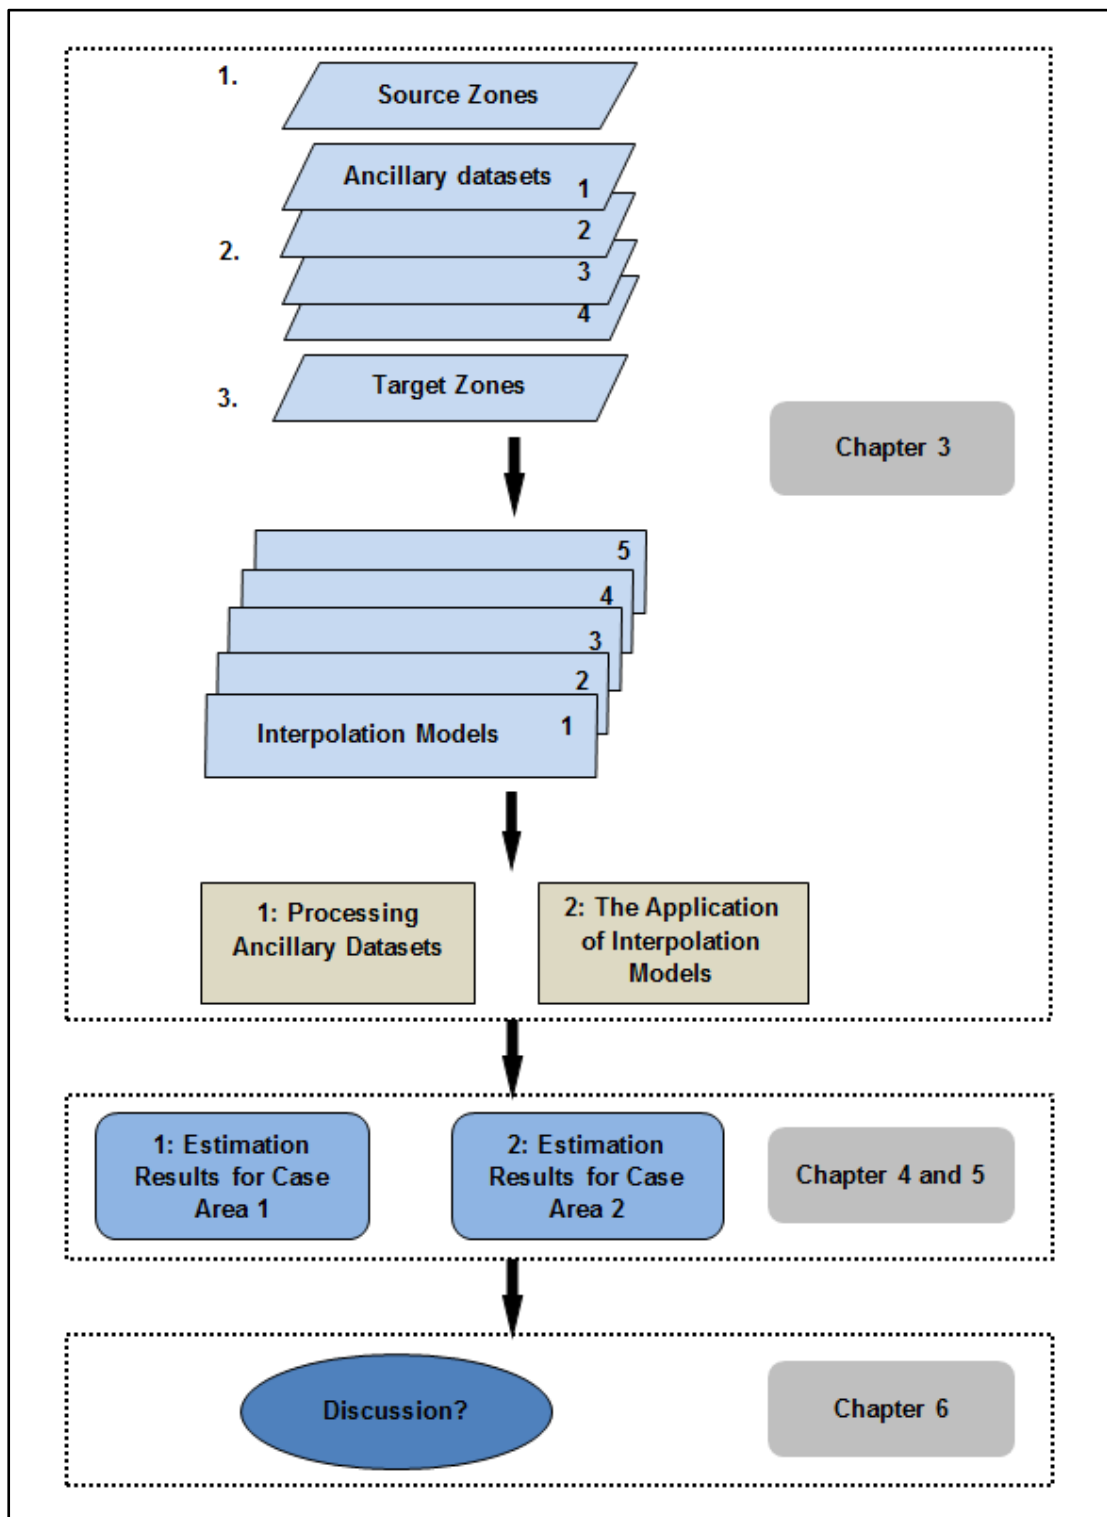 1.
Source Zones
Ancillary datasets
1
2
2.
3
4
Target Zones
3.
Chapter 3
5
4
3
2
Interpolation Models
1
1: Processing
Ancillary Datasets
2: The Application
of Interpolation
Models
1: Estimation
Results for Case
Area 1
2: Estimation
Results for Case
Area 2
Chapter 4 and 5
Discussion?
Chapter 6